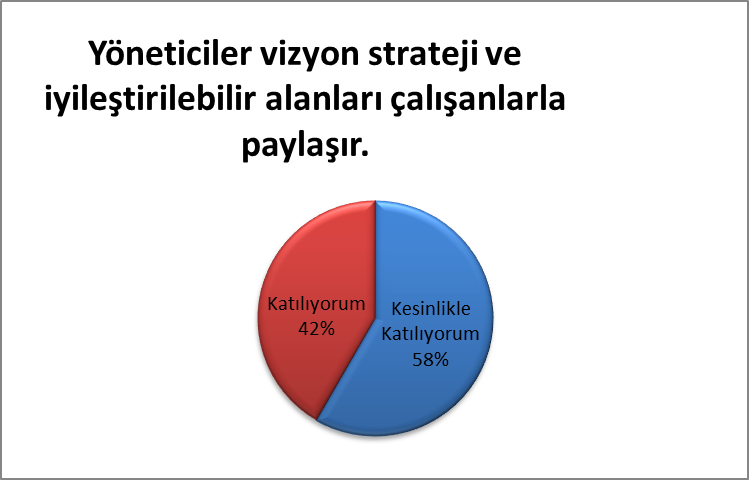 Yöneticiler vizyon strateji ve
iyileştirilebilir alanları çalışanlarla
paylaşır.
Katılıyorum
42%
Kesinlikle
Katılıyorum
58%